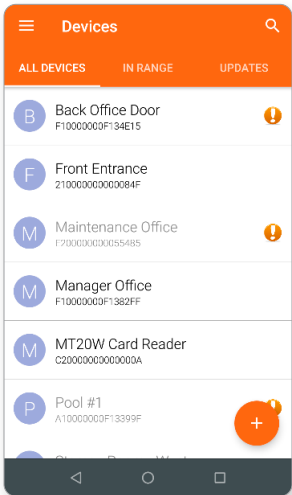 Devices
ALL DEVICES IN RANGE UPDATES
B Back Office Door
F10000000F134E15
F Front Entrance
210000000000084F
M Maintenance Office
F200000000055485
M Manager Office
F10000000F1382FF
M MT20W Card Reader
C20000000000000A
P Pool #1
A10000000F13399F
+